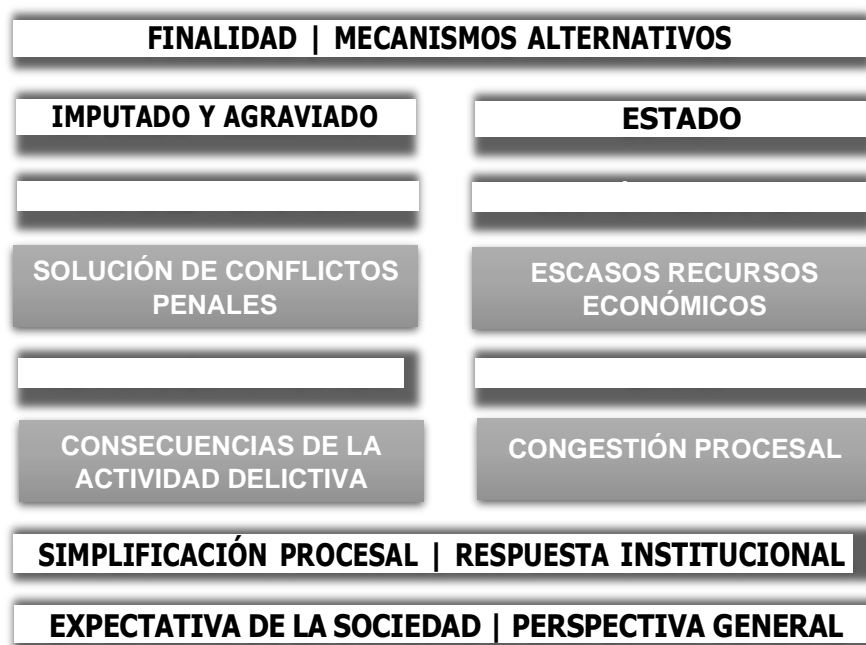 FINALIDAD | MECANISMOS ALTERNATIVOS
IMPUTADO Y AGRAVIADO
ESTADO
SOLUCIÓN DE CONFLICTOS
PENALES
ESCASOS RECURSOS
ECONÓMICOS
CONSECUENCIAS DE LA
ACTIVIDAD DELICTIVA
CONGESTIÓN PROCESAL
SIMPLIFICACIÓN PROCESAL | RESPUESTA INSTITUCIONAL
EXPECTATIVA DE LA SOCIEDAD | PERSPECTIVA GENERAL